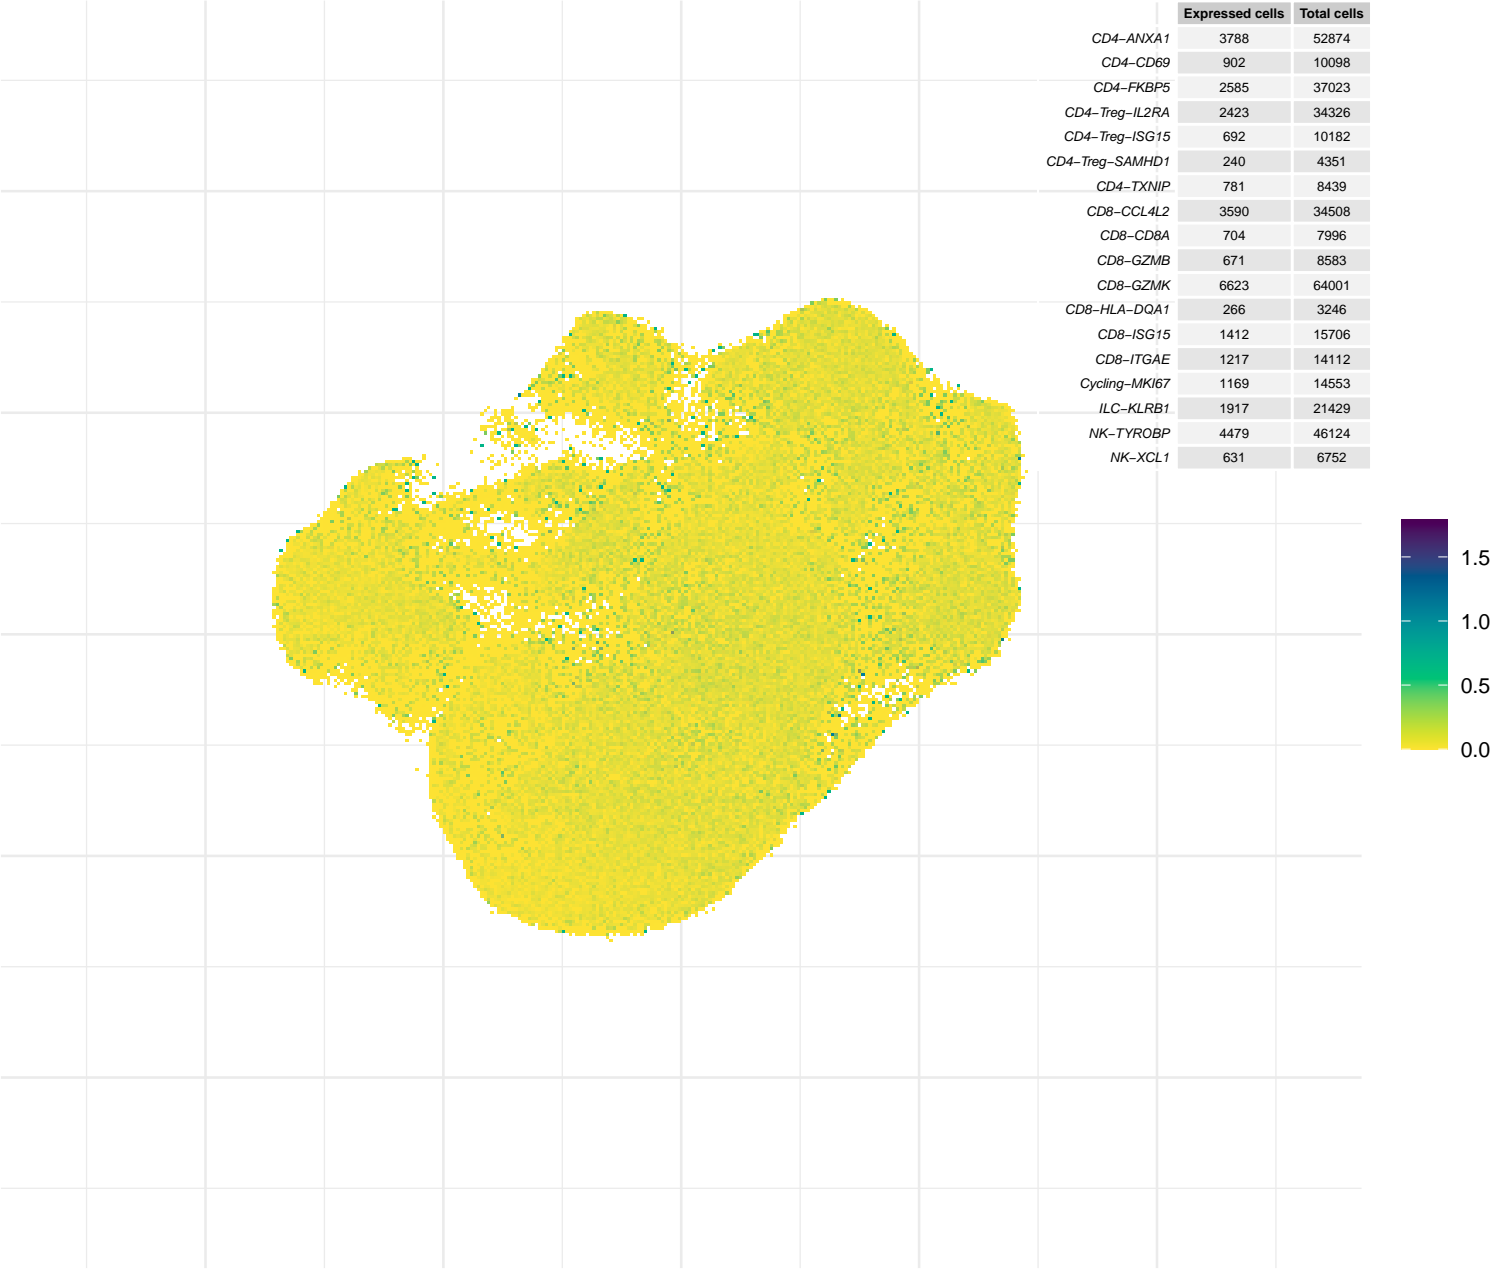 Expressed cells Total cells
CD4−ANXA1 3788 52874
CD4−CD69 902 10098
CD4−FKBP5 2585 37023
CD4−Treg−IL2RA 2423 34326
CD4−Treg−ISG15 692 10182
CD4−Treg−SAMHD1 240 4351
CD4−TXNIP 781 8439
CD8−CCL4L2 3590 34508
CD8−CD8A 704 7996
CD8−GZMB 671 8583
CD8−GZMK 6623 64001
CD8−HLA−DQA1 266 3246
CD8−ISG15 1412 15706
CD8−ITGAE 1217 14112
Cycling−MKI67 1169 14553
ILC−KLRB1 1917 21429
NK−TYROBP 4479 46124
NK−XCL1 631 6752
1.5
1.0
0.5
0.0